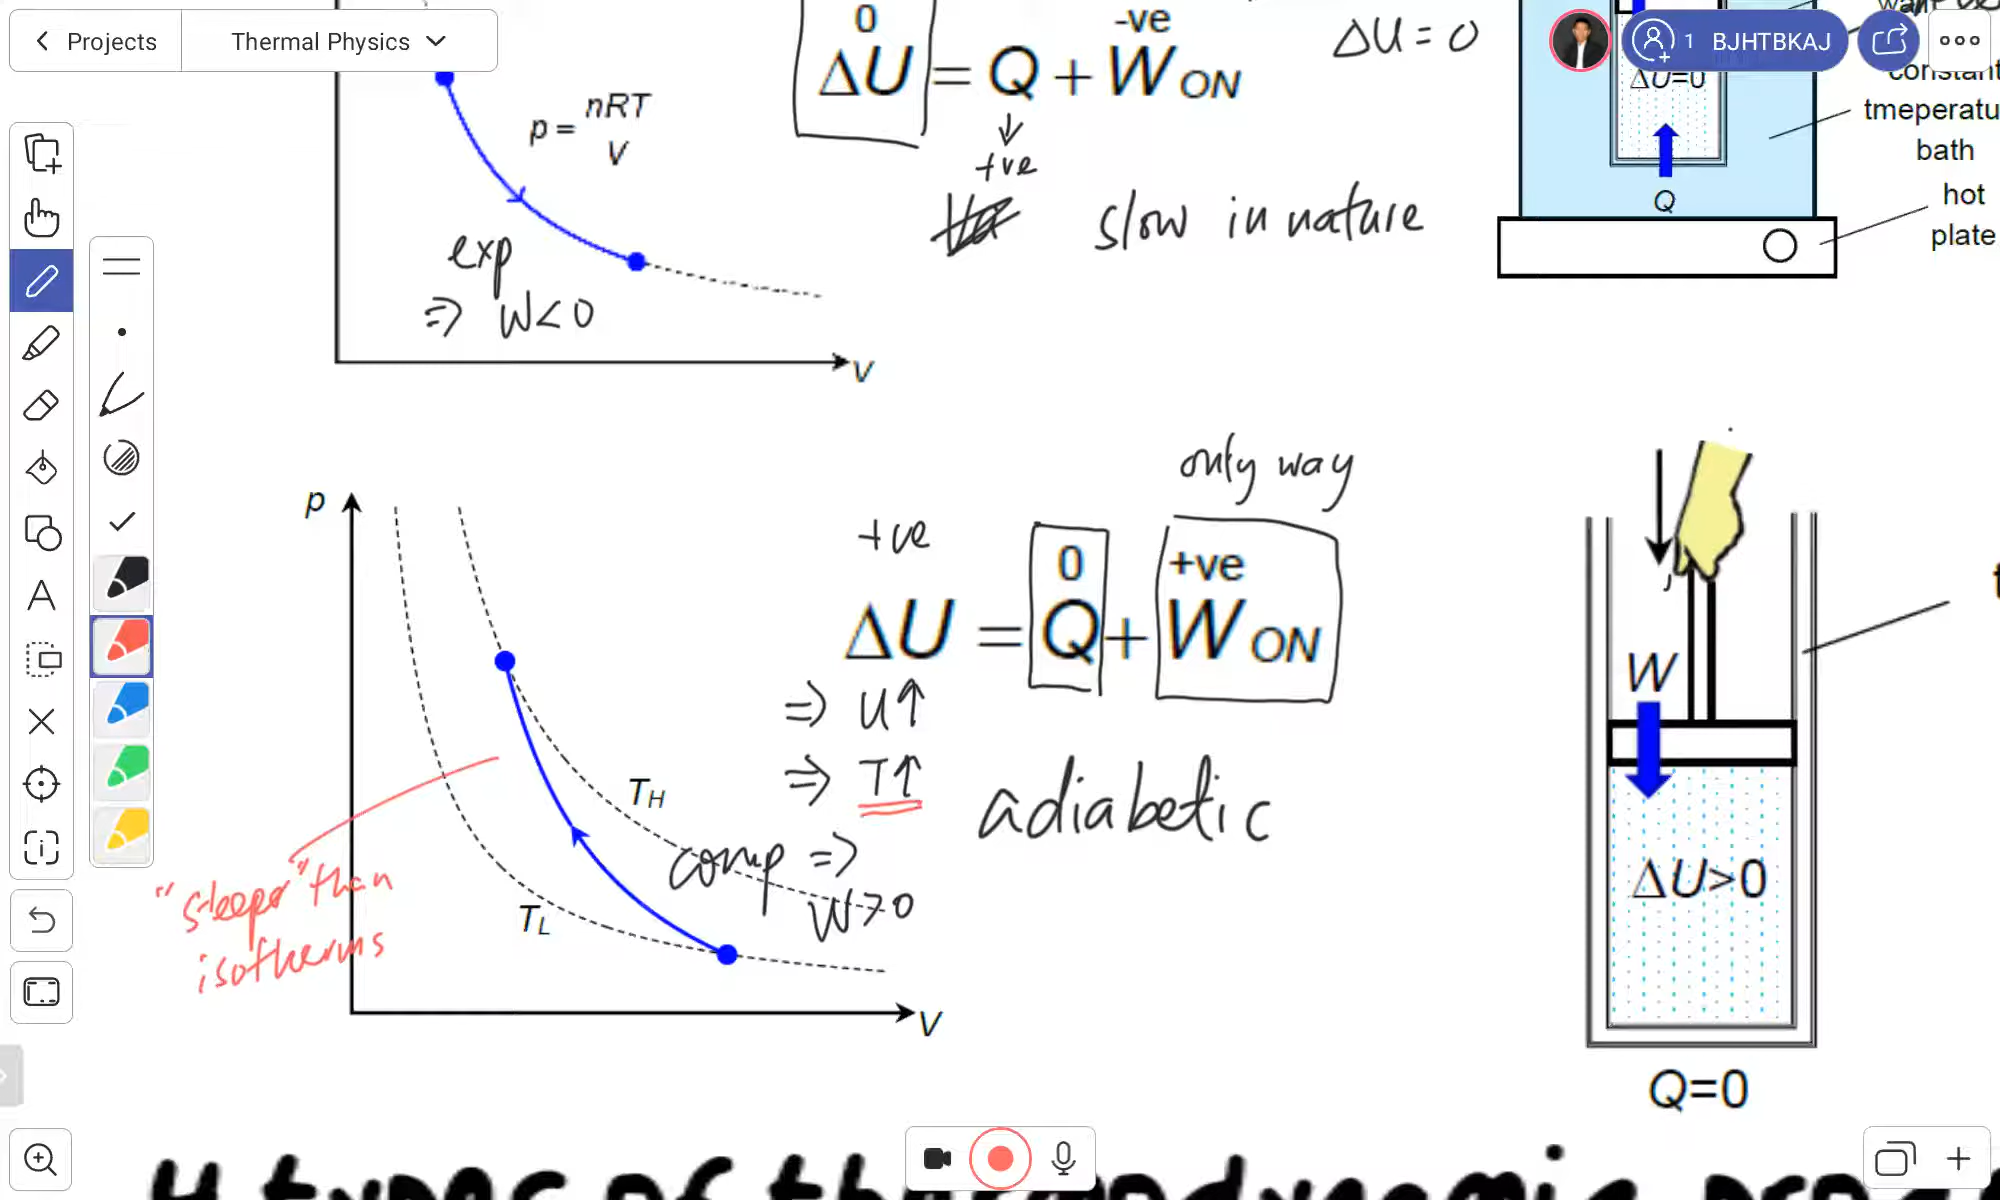 Projects
Thermal Physics
1 BJHTBKAJ
0
-ve
ΔU = Q + W ON
ΔU = 0
+ve
p = nRT
V
slow in nature
exp
⇒ W<0
V
ΔU=0
Q
constant
tmeperatu
bath
hot
plate
only way
p
+ve
0
+ve
ΔU = Q + W ON
⇒ U↑
⇒ T↑
adiabetic
T H
comp ⇒
W>0
T L
"steeper" than
isotherms
V
W
ΔU>0
Q=0
4 types of thermodynamic